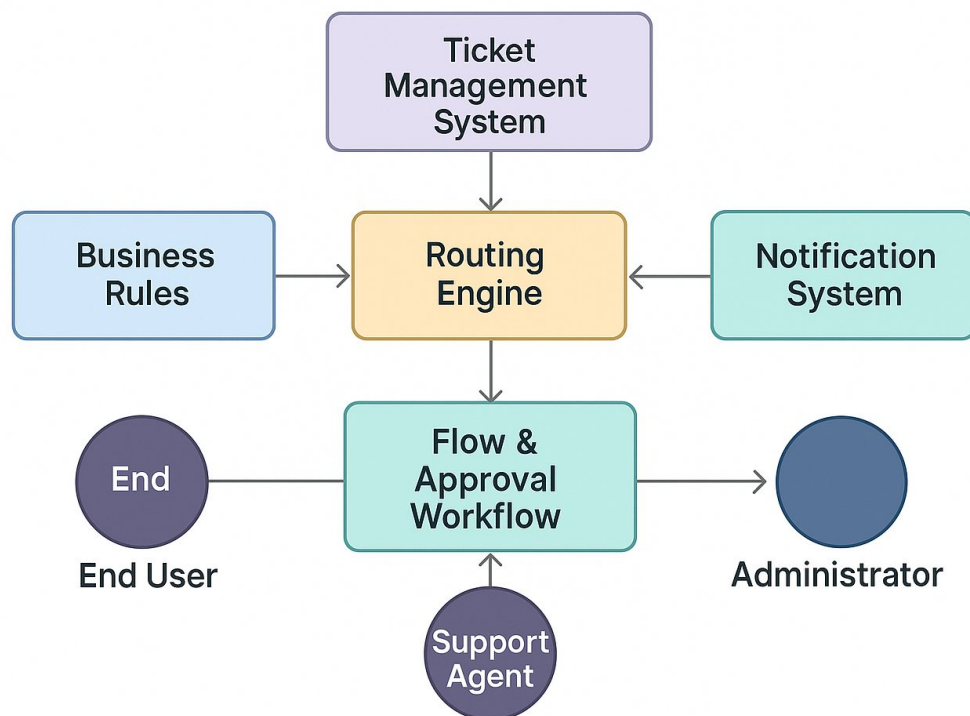 Ticket
Management
System
Business
Rules
Routing
Engine
Notification
System
Flow &
Approval
Workflow
End
End User
Administrator
Support
Agent